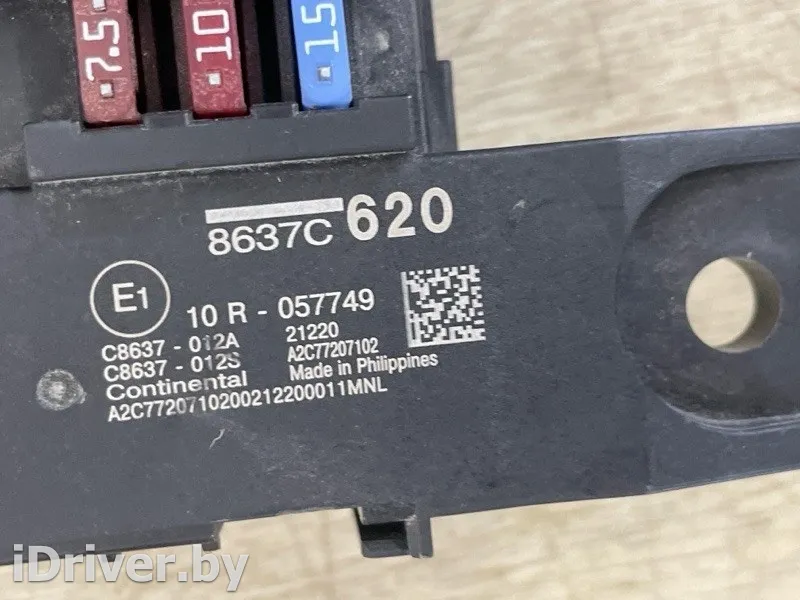 7.5
10
15
8637C 620
E1
10 R - 057749
C8637 - 012A 21220
C8637 - 012S A2C77207102
Continental Made in Philippines
A2C7720710200212200011MNL
iDriver.by